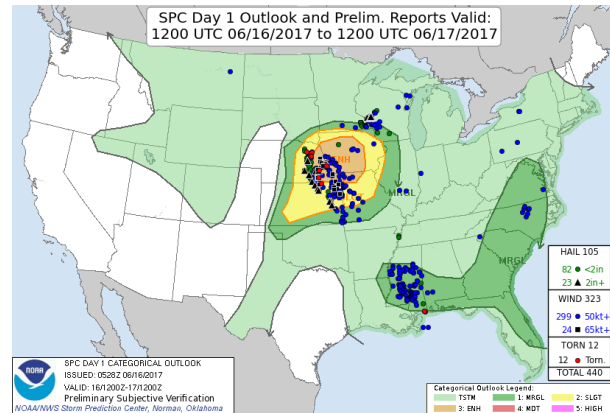 SPC Day 1 Outlook and Prelim. Reports Valid:
1200 UTC 06/16/2017 to 1200 UTC 06/17/2017
ENH
MRGL
MRGL
HAIL 105
82 <2in
23 2in+
WIND 323
299 50kt+
24 65kt+
TORN 12
12 Torn.
TOTAL 440
NOAA
SPC DAY 1 CATEGORICAL OUTLOOK
ISSUED: 0528Z 06/16/2017
VALID: 16/1200Z-17/1200Z
Preliminary Subjective Verification
NOAA/NWS Storm Prediction Center, Norman, Oklahoma
Categorical Outlook Legend:
TSTM 1: MRGL 2: SLGT
3: ENH 4: MDT 5: HIGH